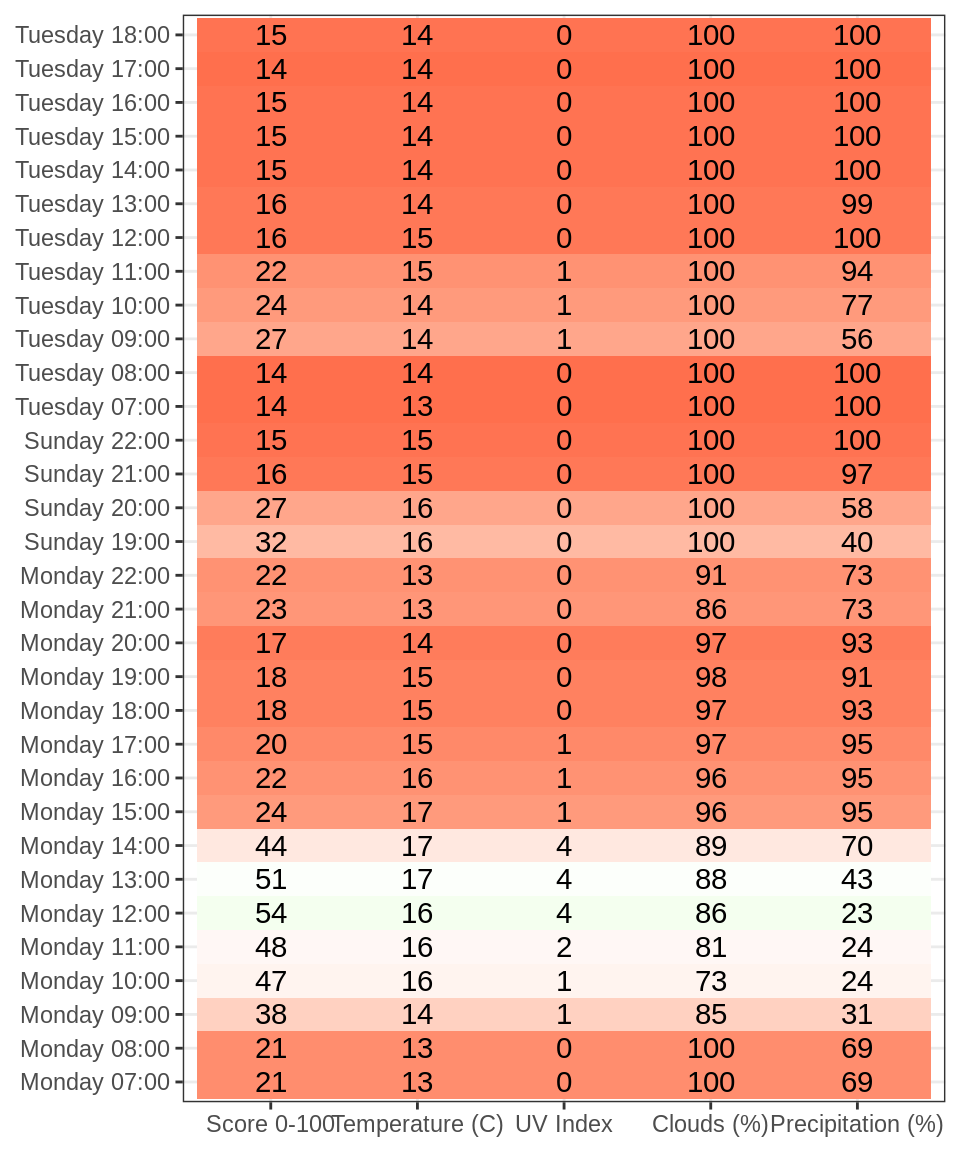 Tuesday 18:00 15 14 0 100 100
Tuesday 17:00 14 14 0 100 100
Tuesday 16:00 15 14 0 100 100
Tuesday 15:00 15 14 0 100 100
Tuesday 14:00 15 14 0 100 100
Tuesday 13:00 16 14 0 100 99
Tuesday 12:00 16 15 0 100 100
Tuesday 11:00 22 15 1 100 94
Tuesday 10:00 24 14 1 100 77
Tuesday 09:00 27 14 1 100 56
Tuesday 08:00 14 14 0 100 100
Tuesday 07:00 14 13 0 100 100
Sunday 22:00 15 15 0 100 100
Sunday 21:00 16 15 0 100 97
Sunday 20:00 27 16 0 100 58
Sunday 19:00 32 16 0 100 40
Monday 22:00 22 13 0 91 73
Monday 21:00 23 13 0 86 73
Monday 20:00 17 14 0 97 93
Monday 19:00 18 15 0 98 91
Monday 18:00 18 15 0 97 93
Monday 17:00 20 15 1 97 95
Monday 16:00 22 16 1 96 95
Monday 15:00 24 17 1 96 95
Monday 14:00 44 17 4 89 70
Monday 13:00 51 17 4 88 43
Monday 12:00 54 16 4 86 23
Monday 11:00 48 16 2 81 24
Monday 10:00 47 16 1 73 24
Monday 09:00 38 14 1 85 31
Monday 08:00 21 13 0 100 69
Monday 07:00 21 13 0 100 69
Score 0-100 Temperature (C) UV Index Clouds (%) Precipitation (%)